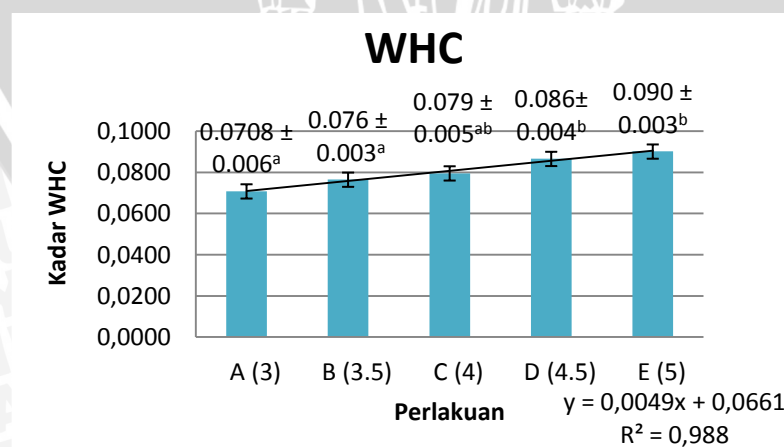 WHC
0.0708 ±
0.006ᵃ
0.076 ±
0.003ᵃ
0.079 ±
0.005ᵃᵇ
0.086±
0.004ᵇ
0.090 ±
0.003ᵇ
0,1000
0,0800
0,0600
0,0400
0,0200
0,0000
Kadar WHC
A (3) B (3.5) C (4) D (4.5) E (5)
Perlakuan
y = 0,0049x + 0,0661
R² = 0,988